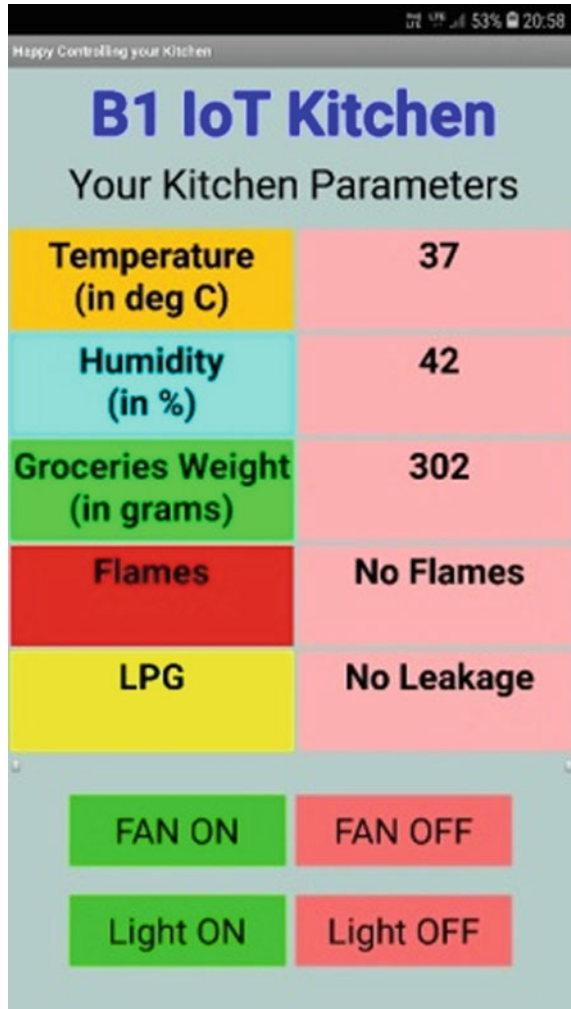 53% 20:58
Happy Controlling your Kitchen
B1 IoT Kitchen
Your Kitchen Parameters
Temperature
(in deg C)
37
Humidity
(in %)
42
Groceries Weight
(in grams)
302
Flames
No Flames
LPG
No Leakage
FAN ON
FAN OFF
Light ON
Light OFF